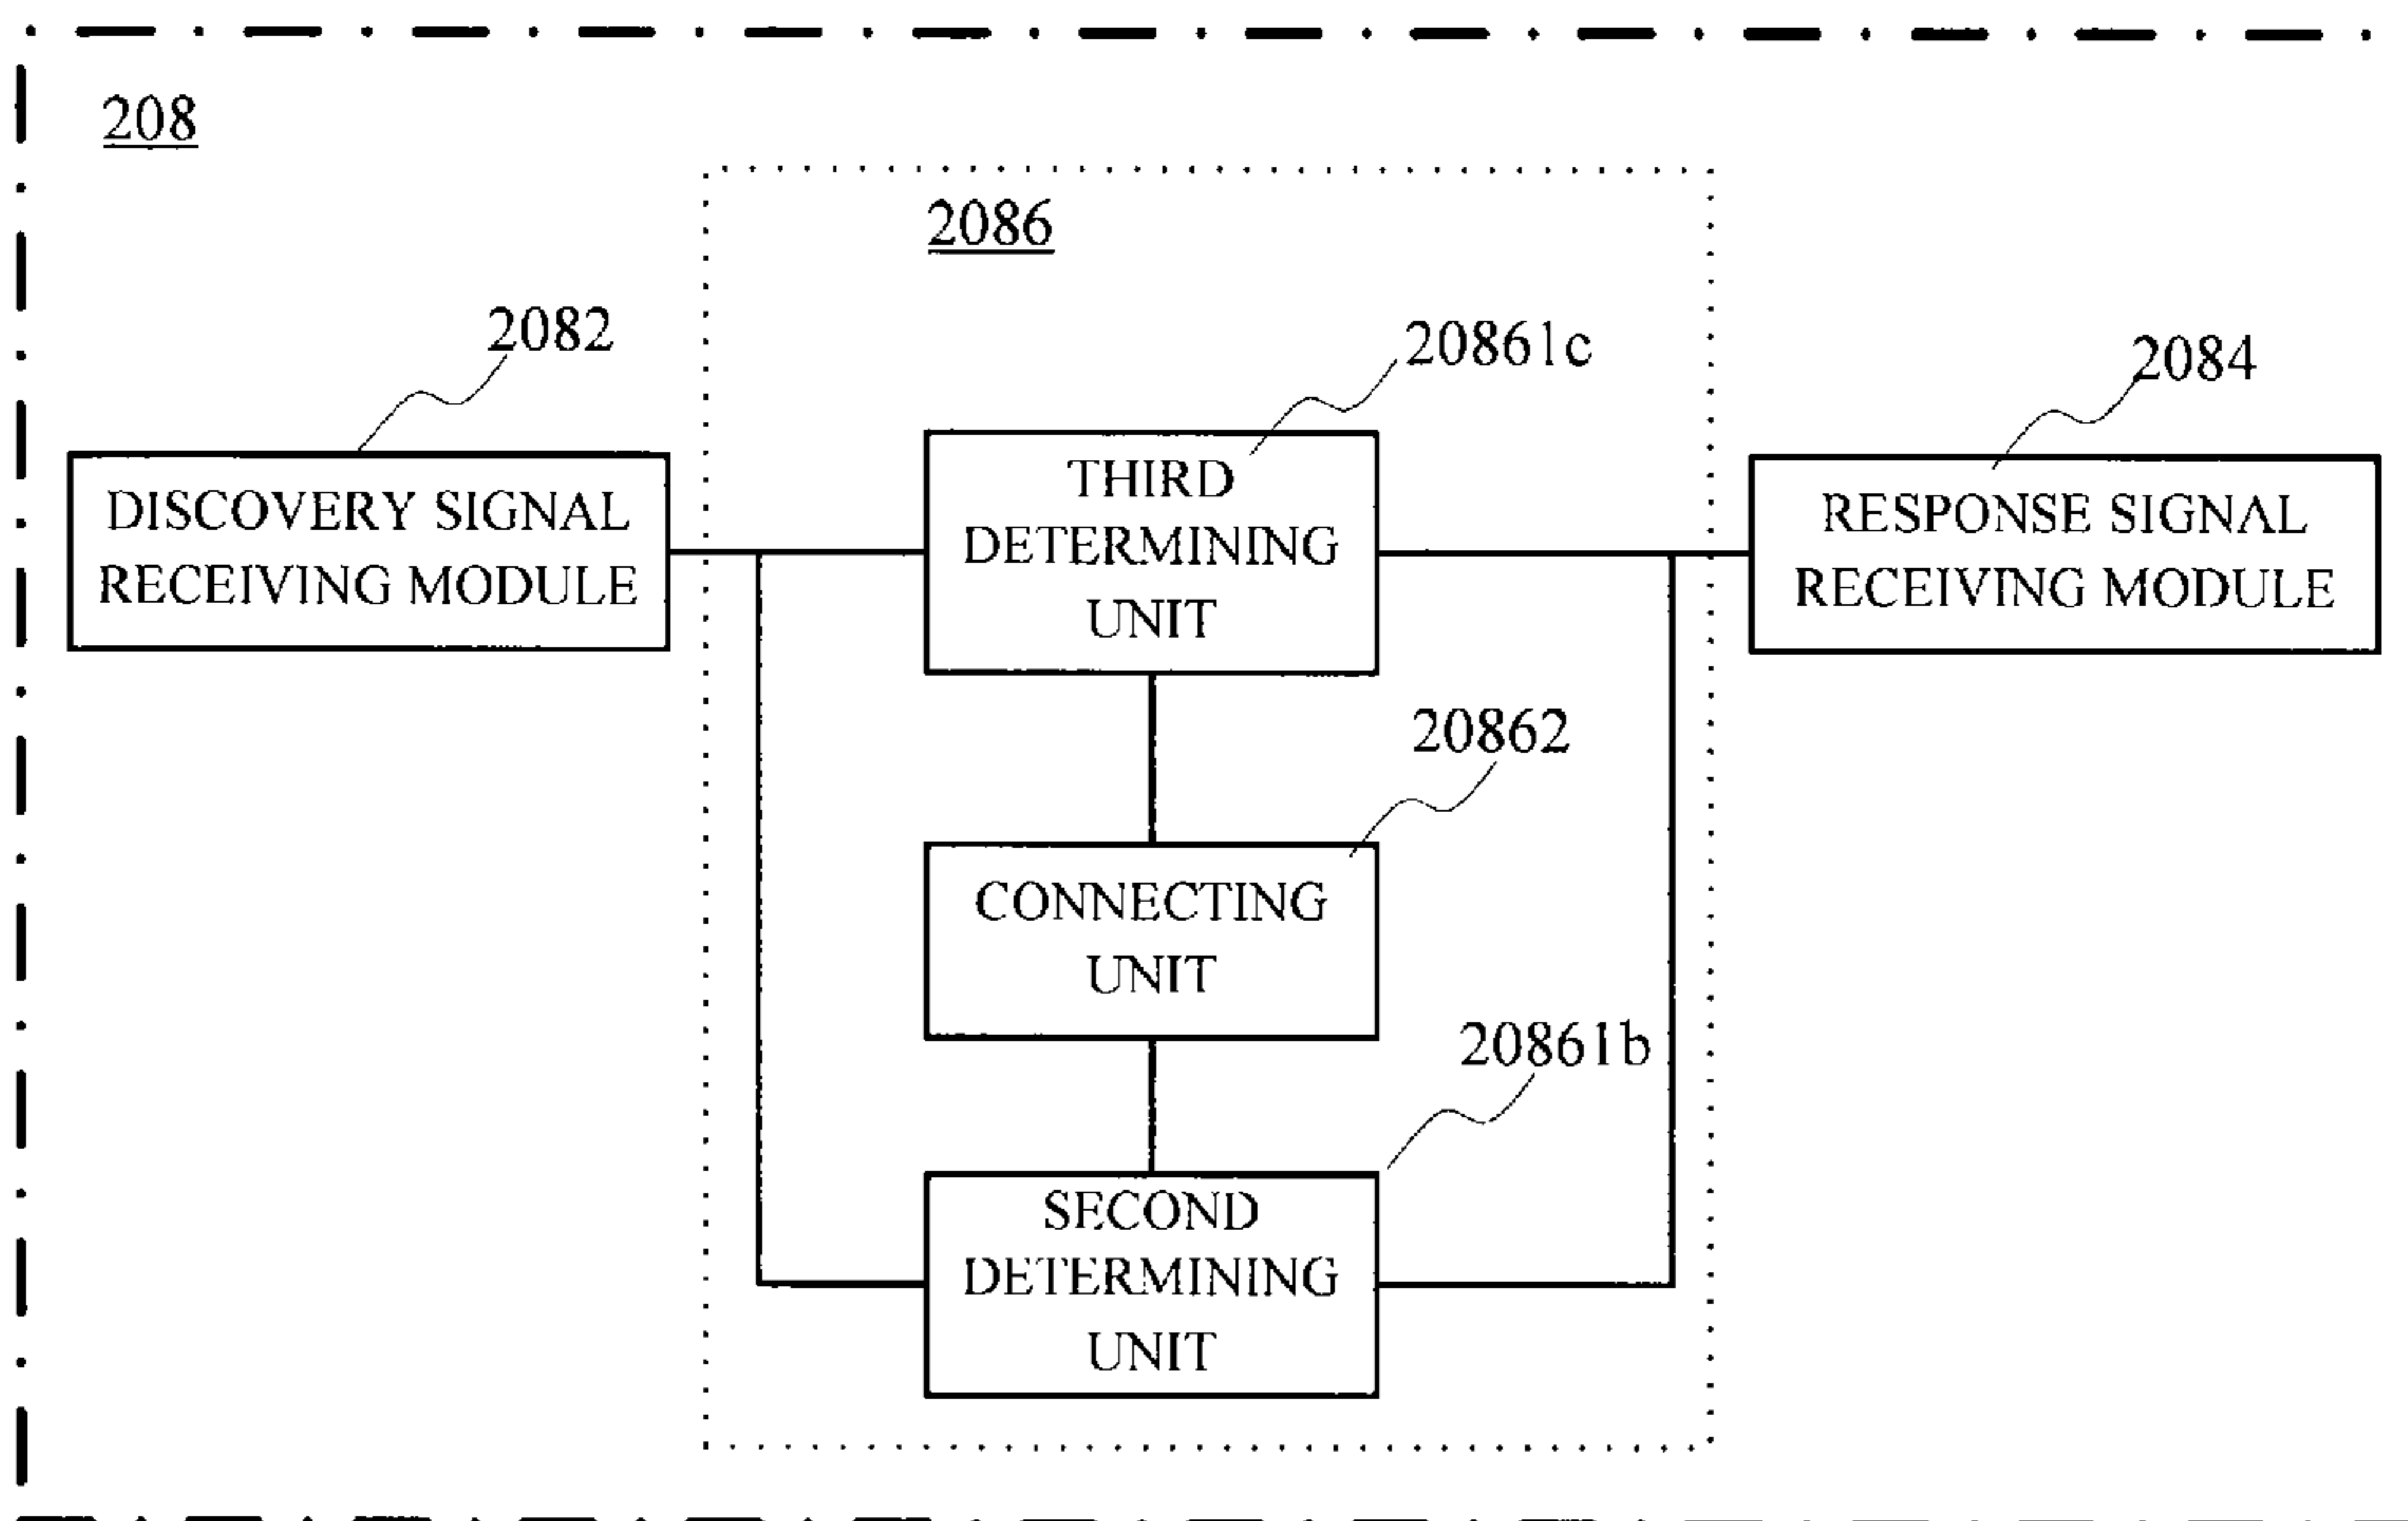 208
2086
2082
20861c
2084
DISCOVERY SIGNAL
RECEIVING MODULE
THIRD
DETERMINING
UNIT
RESPONSE SIGNAL
RECEIVING MODULE
20862
CONNECTING
UNIT
20861b
SECOND
DETERMINING
UNIT